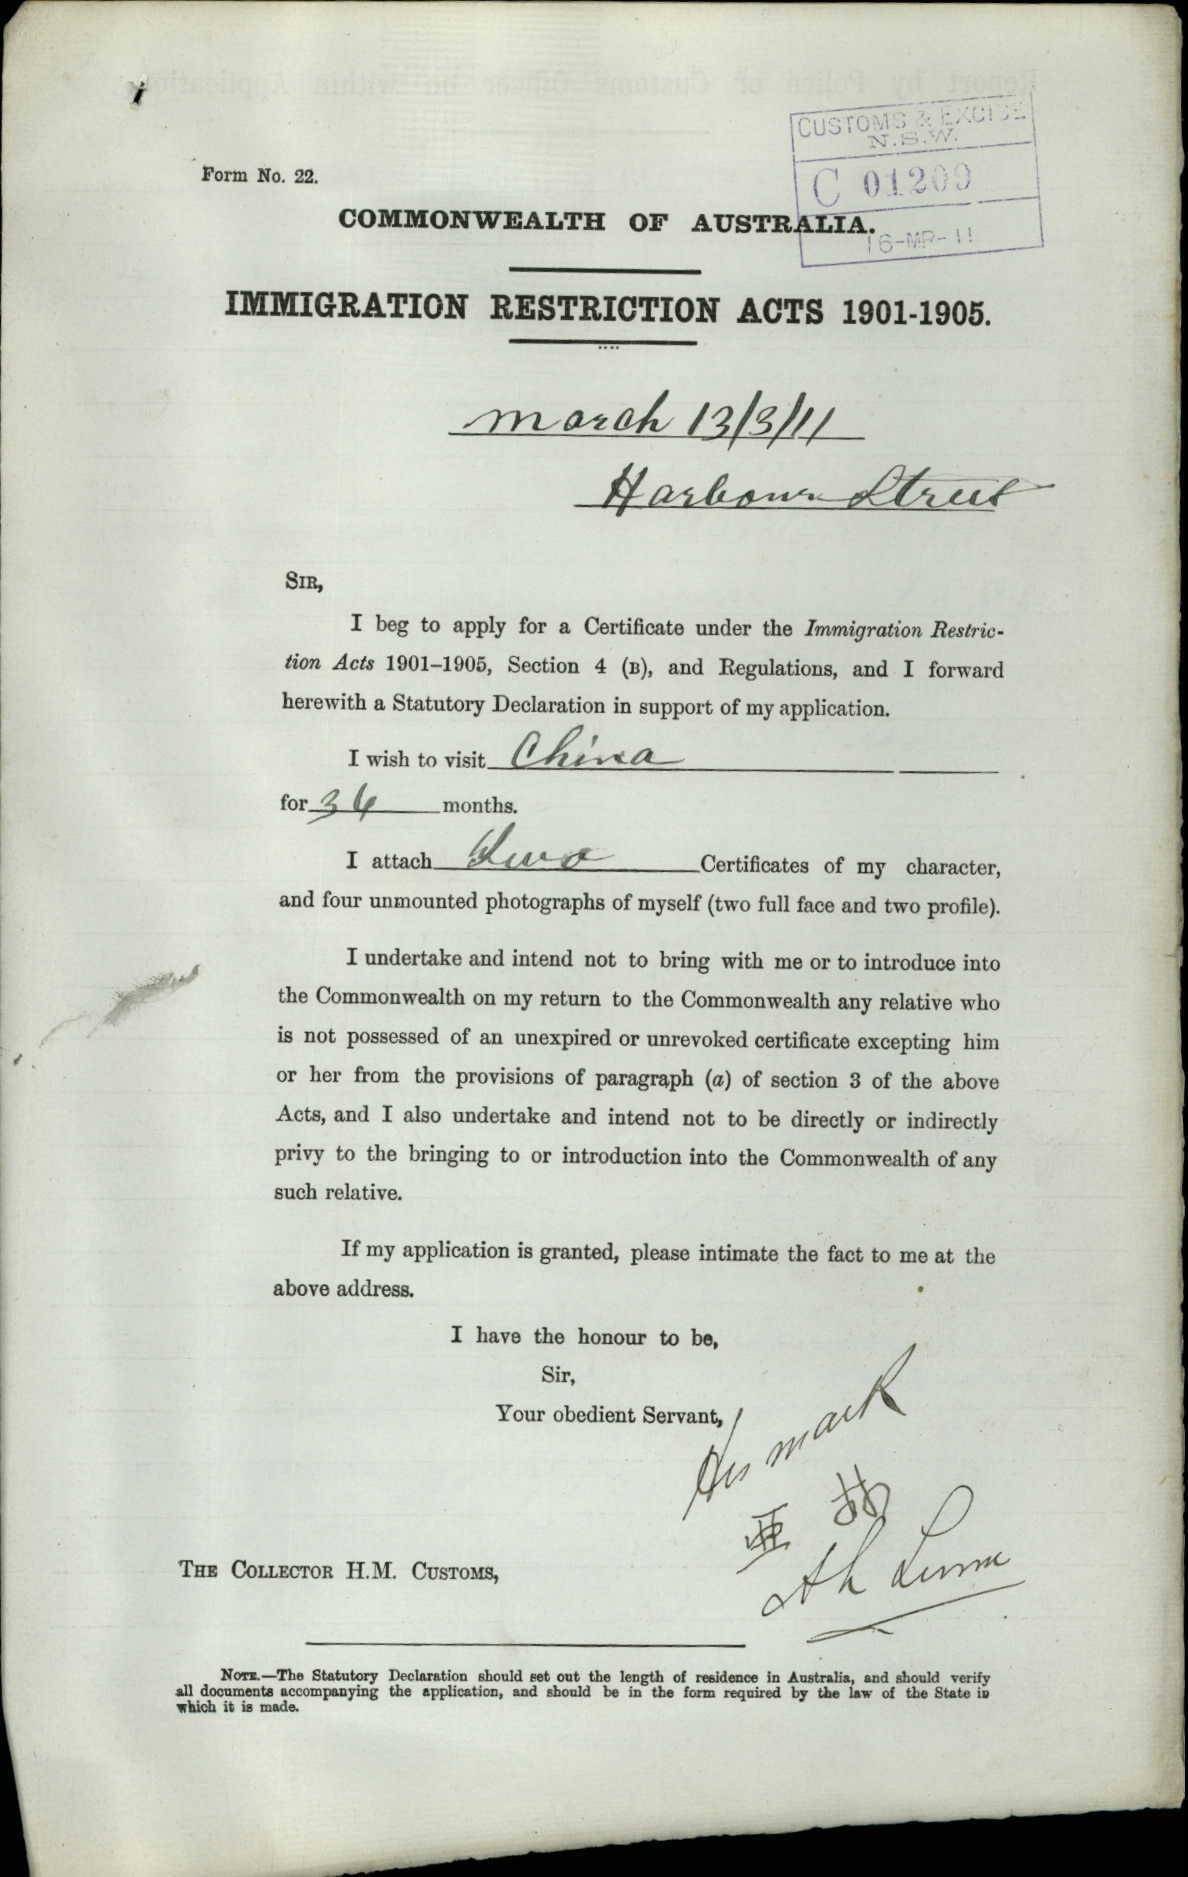 CUSTOMS & EXCISE
N.S.W.
C 01209
16-MR-11
Form No. 22.
COMMONWEALTH OF AUSTRALIA.
IMMIGRATION RESTRICTION ACTS 1901-1905.
March 13/3/11
Harbour Street
SIR,
I beg to apply for a Certificate under the Immigration Restric-
tion Acts 1901–1905, Section 4 (B), and Regulations, and I forward
herewith a Statutory Declaration in support of my application.
I wish to visit China
for 36 months.
I attach Two Certificates of my character,
and four unmounted photographs of myself (two full face and two profile).
I undertake and intend not to bring with me or to introduce into
the Commonwealth on my return to the Commonwealth any relative who
is not possessed of an unexpired or unrevoked certificate excepting him
or her from the provisions of paragraph (a) of section 3 of the above
Acts, and I also undertake and intend not to be directly or indirectly
privy to the bringing to or introduction into the Commonwealth of any
such relative.
If my application is granted, please intimate the fact to me at the
above address.
I have the honour to be,
Sir,
Your obedient Servant,
His mark
亜
Ah
THE COLLECTOR H.M. CUSTOMS,
NOTE.—The Statutory Declaration should set out the length of residence in Australia, and should verify
all documents accompanying the application, and should be in the form required by the law of the State in
which it is made.